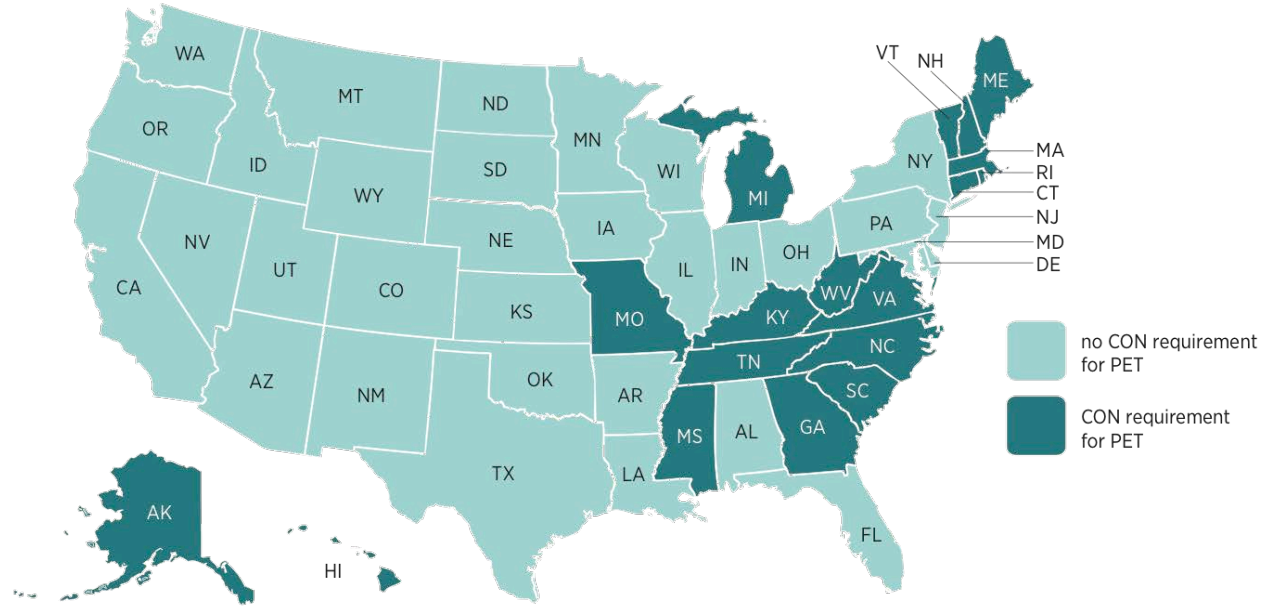 WA
MT
ND
MN
VT
NH
ME
OR
ID
SD
WI
NY
MA
RI
CT
WY
MI
NJ
IA
PA
NV
NE
MD
OH
DE
UT
IL
IN
CA
CO
WV
VA
KS
MO
KY
no CON requirement
for PET
NC
TN
AZ
OK
NM
AR
SC
CON requirement
for PET
MS
AL
GA
TX
LA
AK
FL
HI